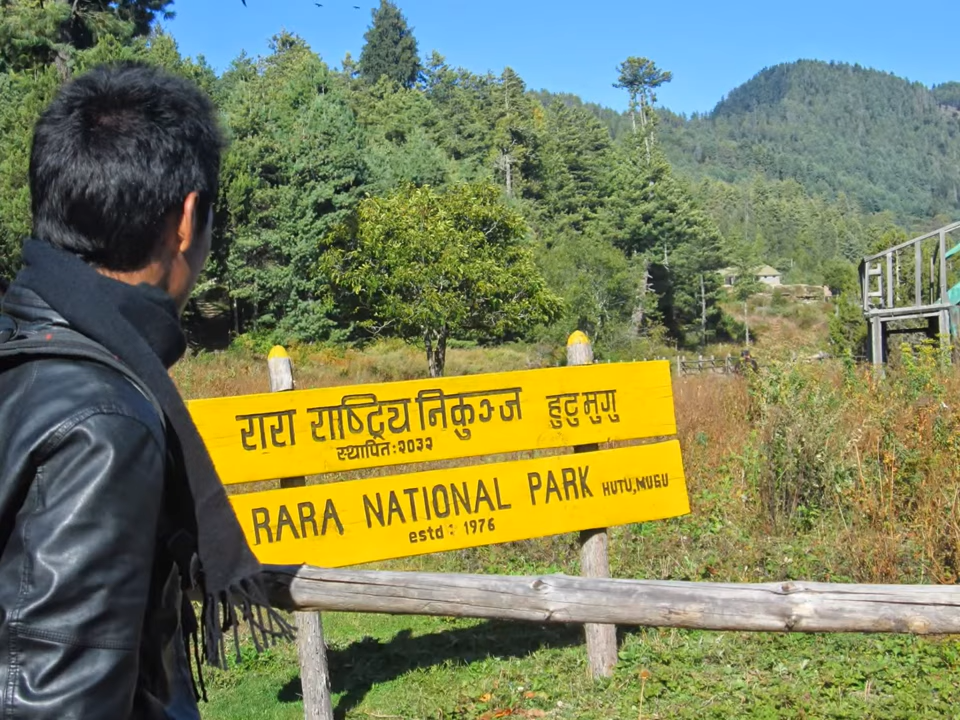 रारा राष्ट्रिय निकुञ्ज हुटु मुगु
स्थापित:२०३२
RARA NATIONAL PARK HUTU,MUGU
estd : 1976